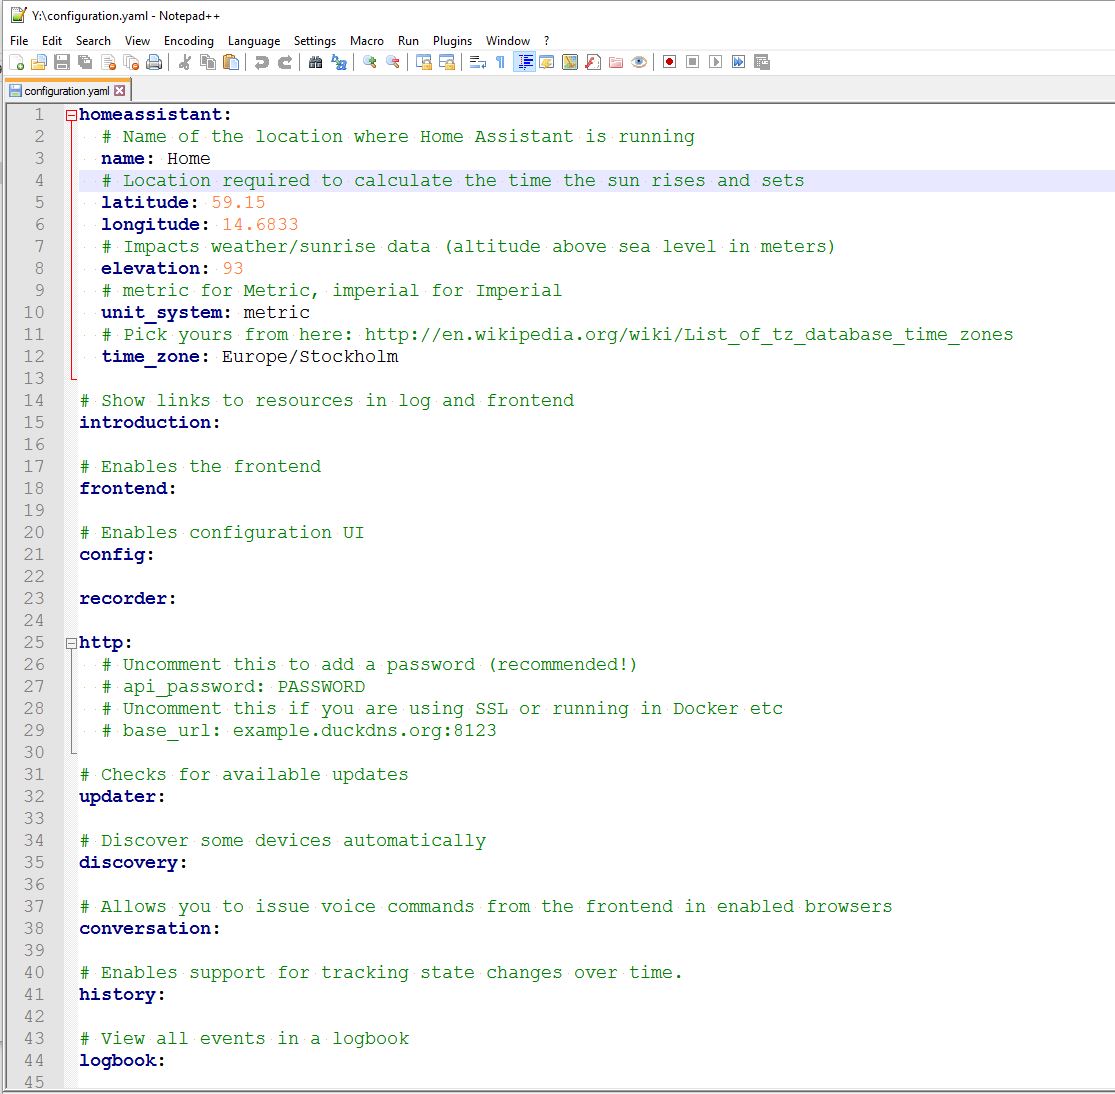 Y:\configuration.yaml - Notepad++
File Edit Search View Encoding Language Settings Macro Run Plugins Window ?
configuration.yaml
1 homeassistant:
2 # Name of the location where Home Assistant is running
3 name: Home
4 # Location required to calculate the time the sun rises and sets
5 latitude: 59.15
6 longitude: 14.6833
7 # Impacts weather/sunrise data (altitude above sea level in meters)
8 elevation: 93
9 # metric for Metric, imperial for Imperial
10 unit_system: metric
11 # Pick yours from here: http://en.wikipedia.org/wiki/List_of_tz_database_time_zones
12 time_zone: Europe/Stockholm
13
14 # Show links to resources in log and frontend
15 introduction:
16
17 # Enables the frontend
18 frontend:
19
20 # Enables configuration UI
21 config:
22
23 recorder:
24
25 http:
26 # Uncomment this to add a password (recommended!)
27 # api_password: PASSWORD
28 # Uncomment this if you are using SSL or running in Docker etc
29 # base_url: example.duckdns.org:8123
30
31 # Checks for available updates
32 updater:
33
34 # Discover some devices automatically
35 discovery:
36
37 # Allows you to issue voice commands from the frontend in enabled browsers
38 conversation:
39
40 # Enables support for tracking state changes over time.
41 history:
42
43 # View all events in a logbook
44 logbook:
45